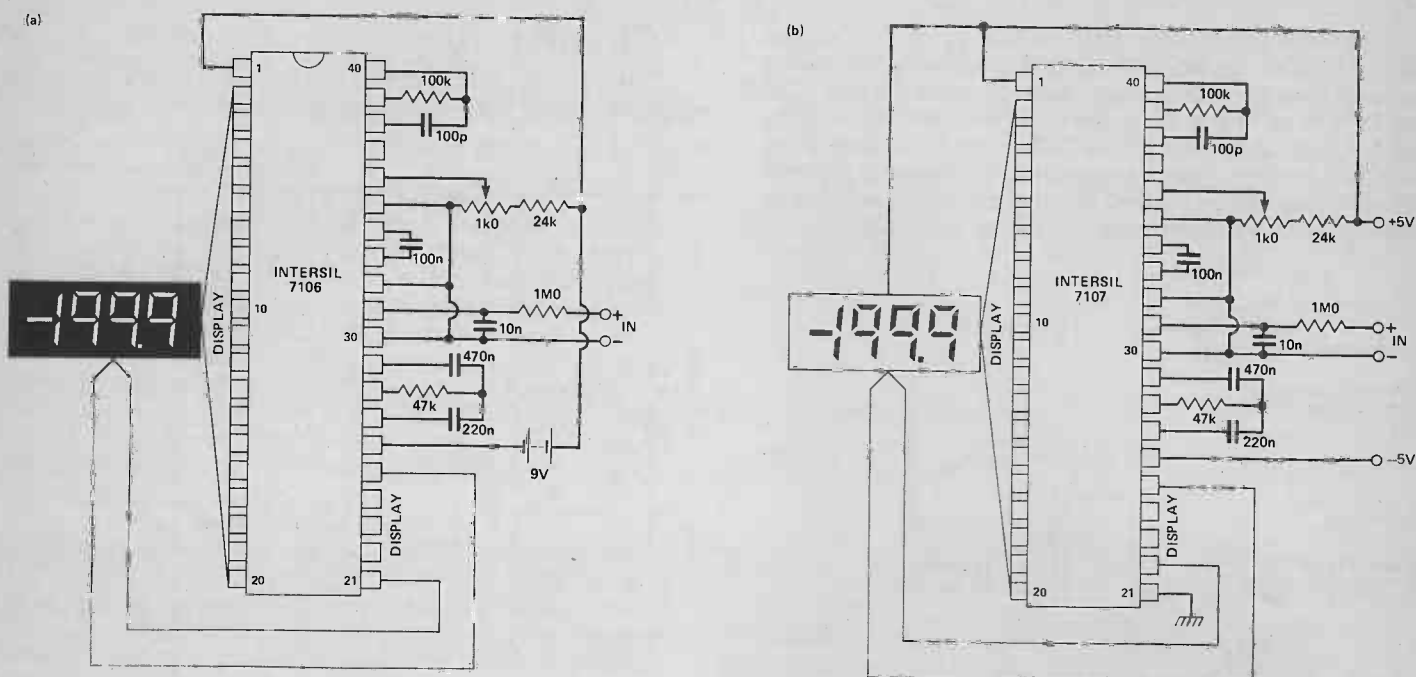 (a)
1
40
100k
100p
1k0
24k
100n
INTERSIL
7106
-199.9
DISPLAY
10
1M0
+
IN
-
10n
30
470n
47k
220n
9V
DISPLAY
20
21
(b)
1
40
100k
100p
1k0
24k
+5V
100n
INTERSIL
7107
-199.9
DISPLAY
10
1M0
+
IN
-
10n
30
470n
47k
220n
-5V
DISPLAY
20
21